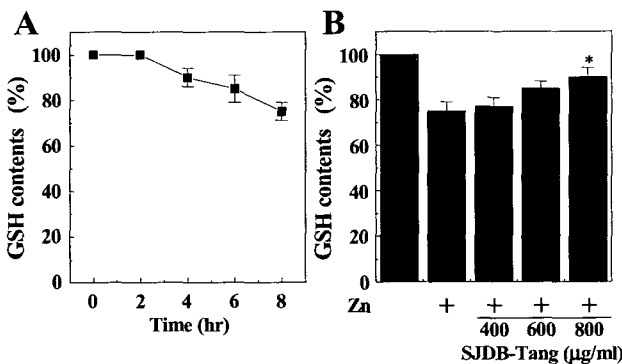 A
GSH contents (%)
100
80
60
40
20
0
0 2 4 6 8
Time (hr)
B
GSH contents (%)
100
80
60
40
20
0
*
Zn + + + +
400 600 800
SJDB-Tang (μg/ml)